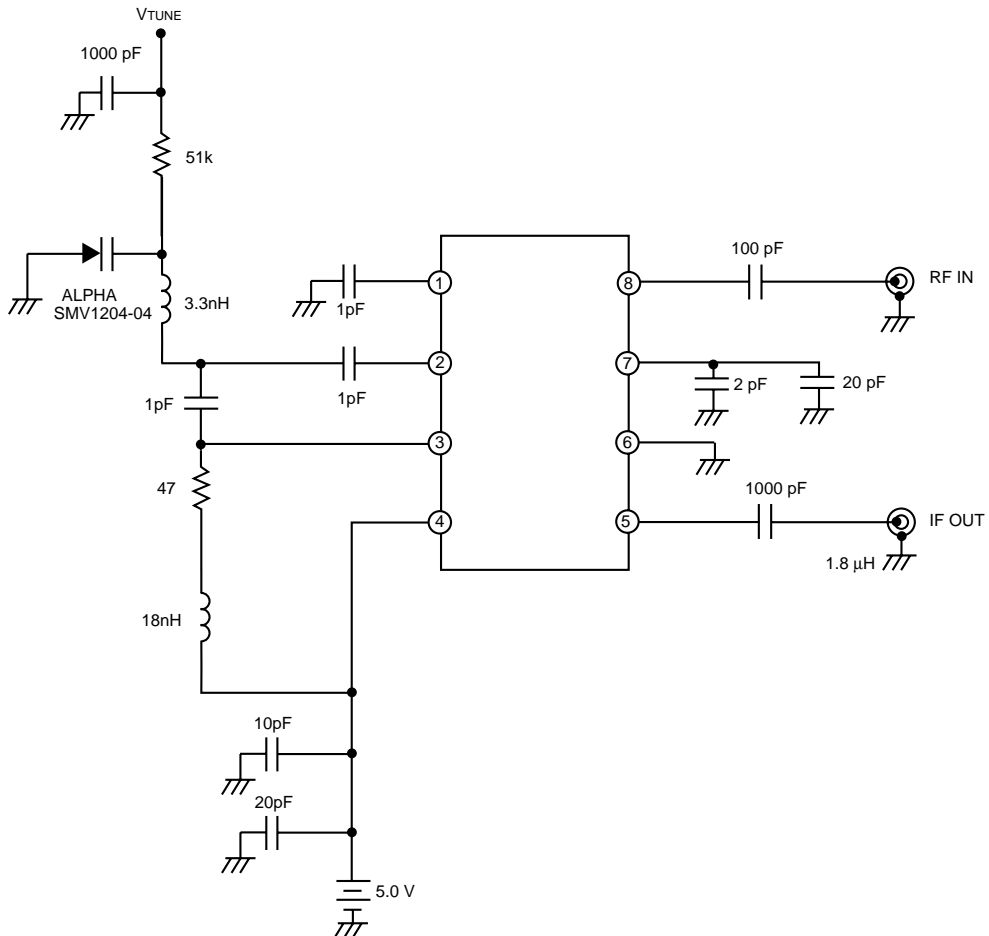 VTUNE
1000 pF
51k
ALPHA
SMV1204-04
3.3nH
1pF
1pF
1pF
47
18nH
10pF
20pF
5.0 V
1
2
3
4
8
7
6
5
100 pF
RF IN
2 pF
20 pF
1000 pF
IF OUT
1.8 μH